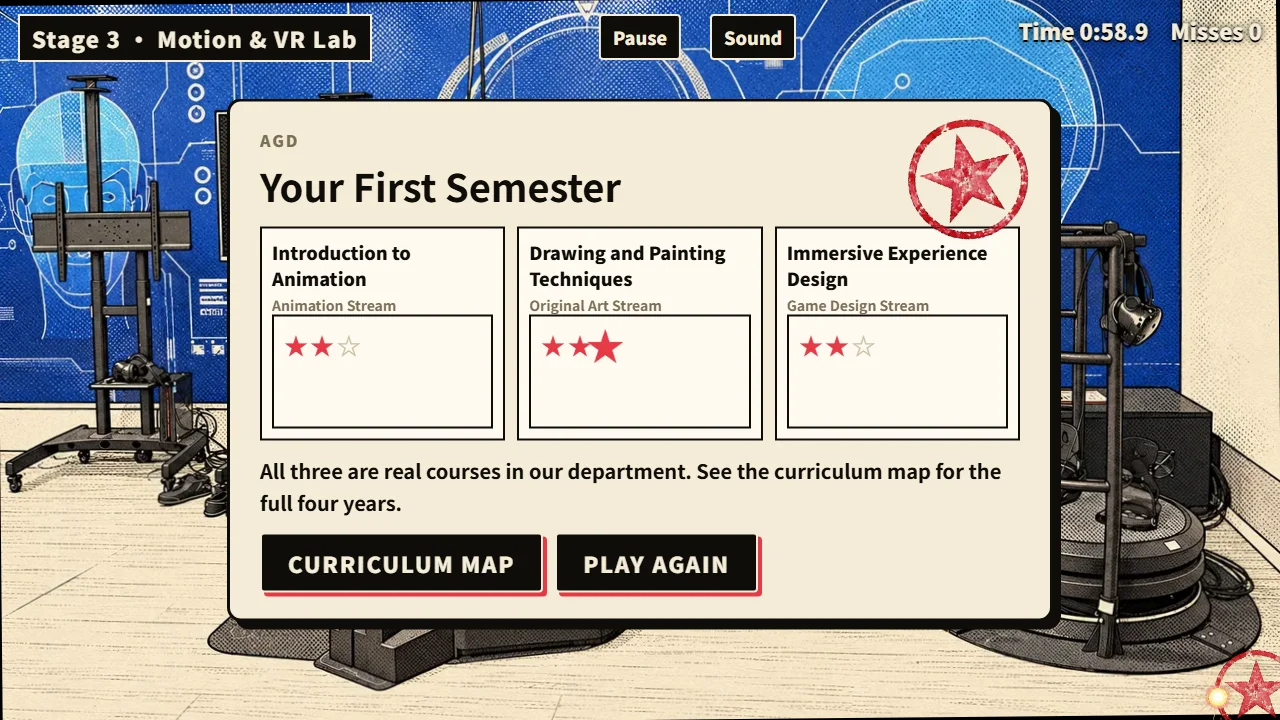 Stage 3 • Motion & VR Lab
Pause
Sound
Time 0:58.9
Misses 0
AGD
Your First Semester
Introduction to
Animation
Animation Stream
Drawing and Painting
Techniques
Original Art Stream
Immersive Experience
Design
Game Design Stream
All three are real courses in our department. See the curriculum map for the
full four years.
CURRICULUM MAP
PLAY AGAIN